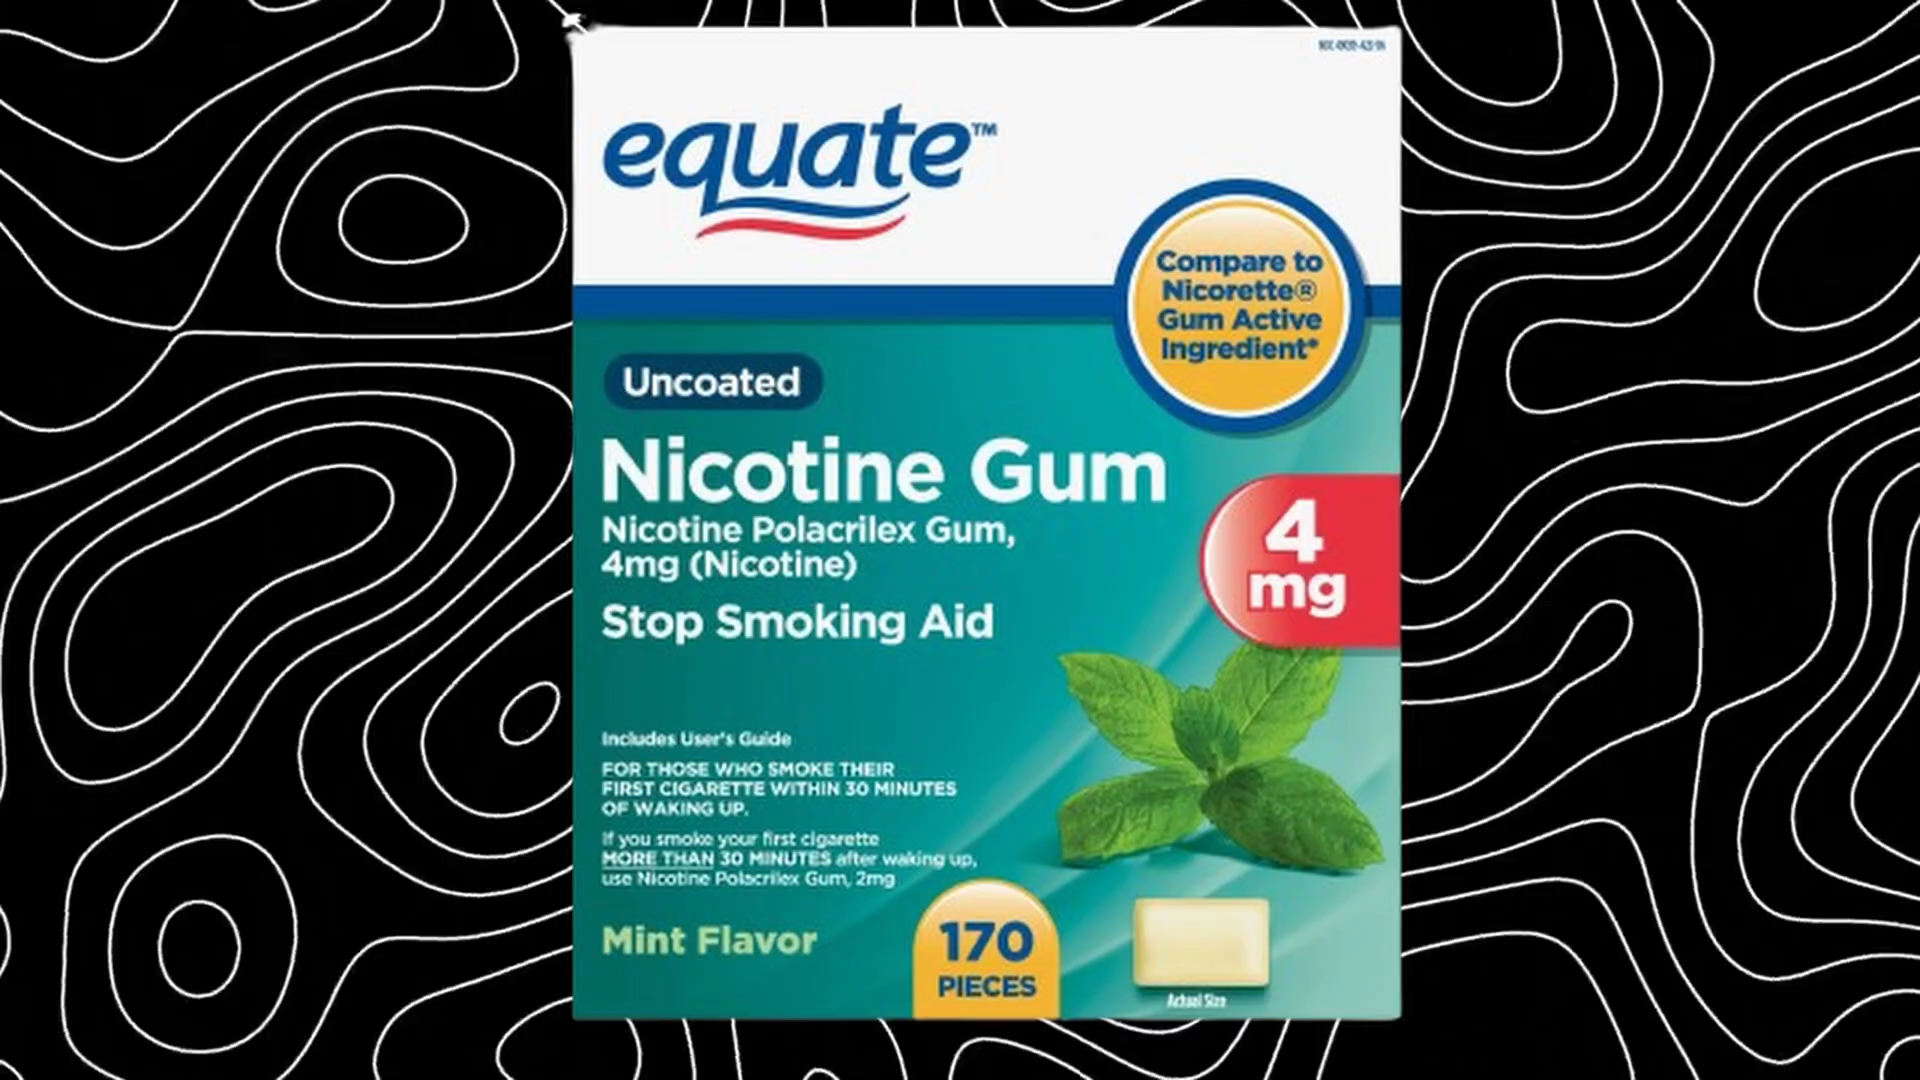 equate™
Compare to
Nicorette®
Gum Active
Ingredient*
Uncoated
Nicotine Gum
Nicotine Polacrilex Gum,
4mg (Nicotine)
Stop Smoking Aid
4
mg
Includes User's Guide
FOR THOSE WHO SMOKE THEIR
FIRST CIGARETTE WITHIN 30 MINUTES
OF WAKING UP.
If you smoke your first cigarette
MORE THAN 30 MINUTES after waking up,
use Nicotine Polacrilex Gum, 2mg
Mint Flavor
170
PIECES
Actual Size